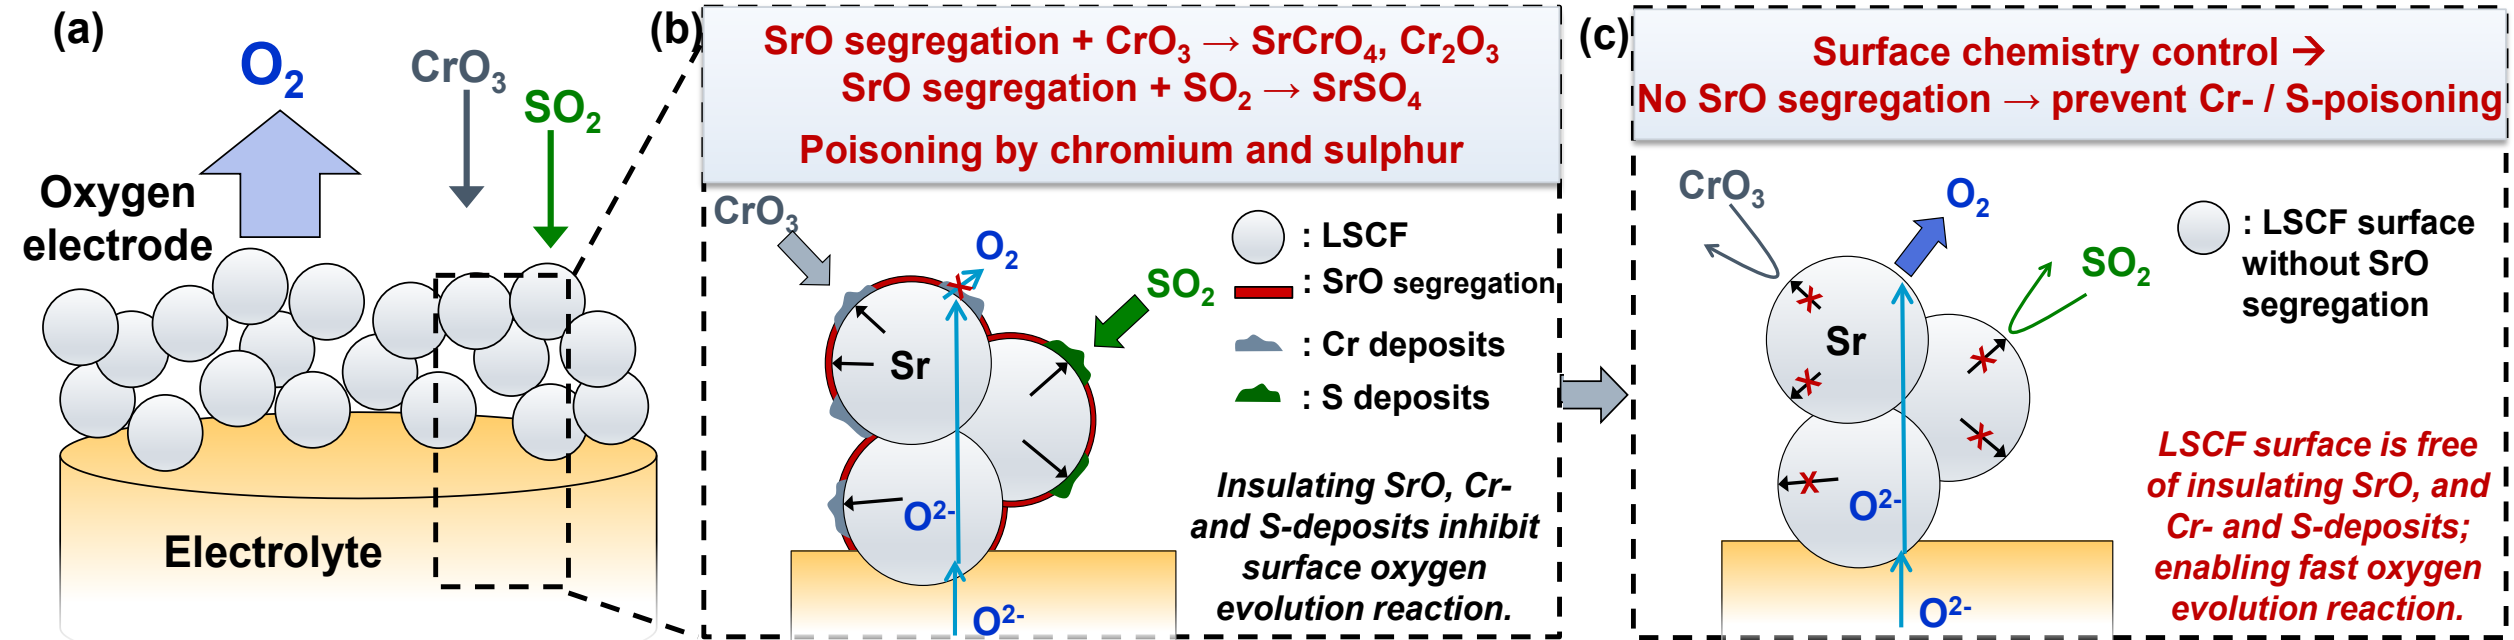 (a)
O₂
CrO₃
SO₂
Oxygen
electrode
Electrolyte
(b)
SrO segregation + CrO₃ → SrCrO₄, Cr₂O₃
SrO segregation + SO₂ → SrSO₄
Poisoning by chromium and sulphur
CrO₃
O₂
SO₂
Sr
O²⁻
O²⁻
: LSCF
: SrO segregation
: Cr deposits
: S deposits
Insulating SrO, Cr-
and S-deposits inhibit
surface oxygen
evolution reaction.
(c)
Surface chemistry control →
No SrO segregation → prevent Cr- / S-poisoning
CrO₃
O₂
SO₂
Sr
O²⁻
O²⁻
: LSCF surface
without SrO
segregation
LSCF surface is free
of insulating SrO, and
Cr- and S-deposits;
enabling fast oxygen
evolution reaction.